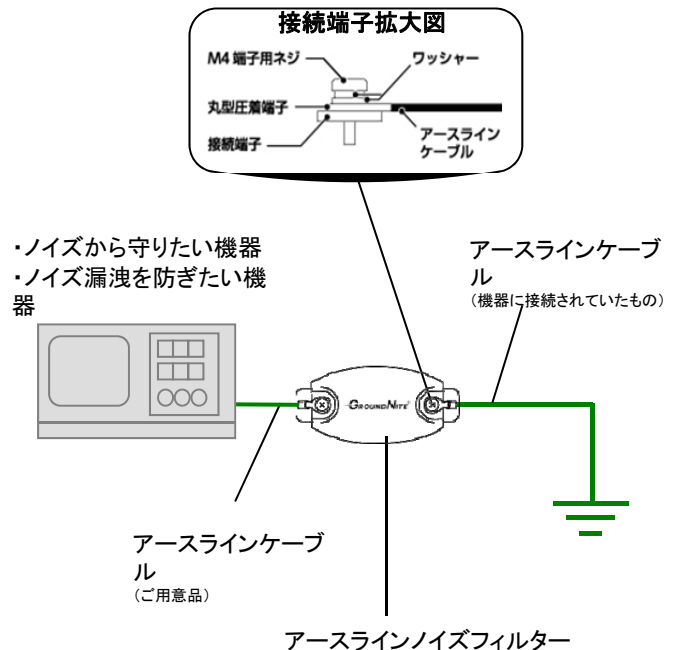 接続端子拡大図
M4 端子用ネジ
ワッシャー
丸型圧着端子
接続端子
アースライン
ケーブル
・ノイズから守りたい機器
・ノイズ漏洩を防ぎたい機
器
アースラインケーブ
ル
(機器に接続されていたもの)
GROUNDNITE®
アースラインケーブ
ル
(ご用意品)
アースラインノイズフィルター